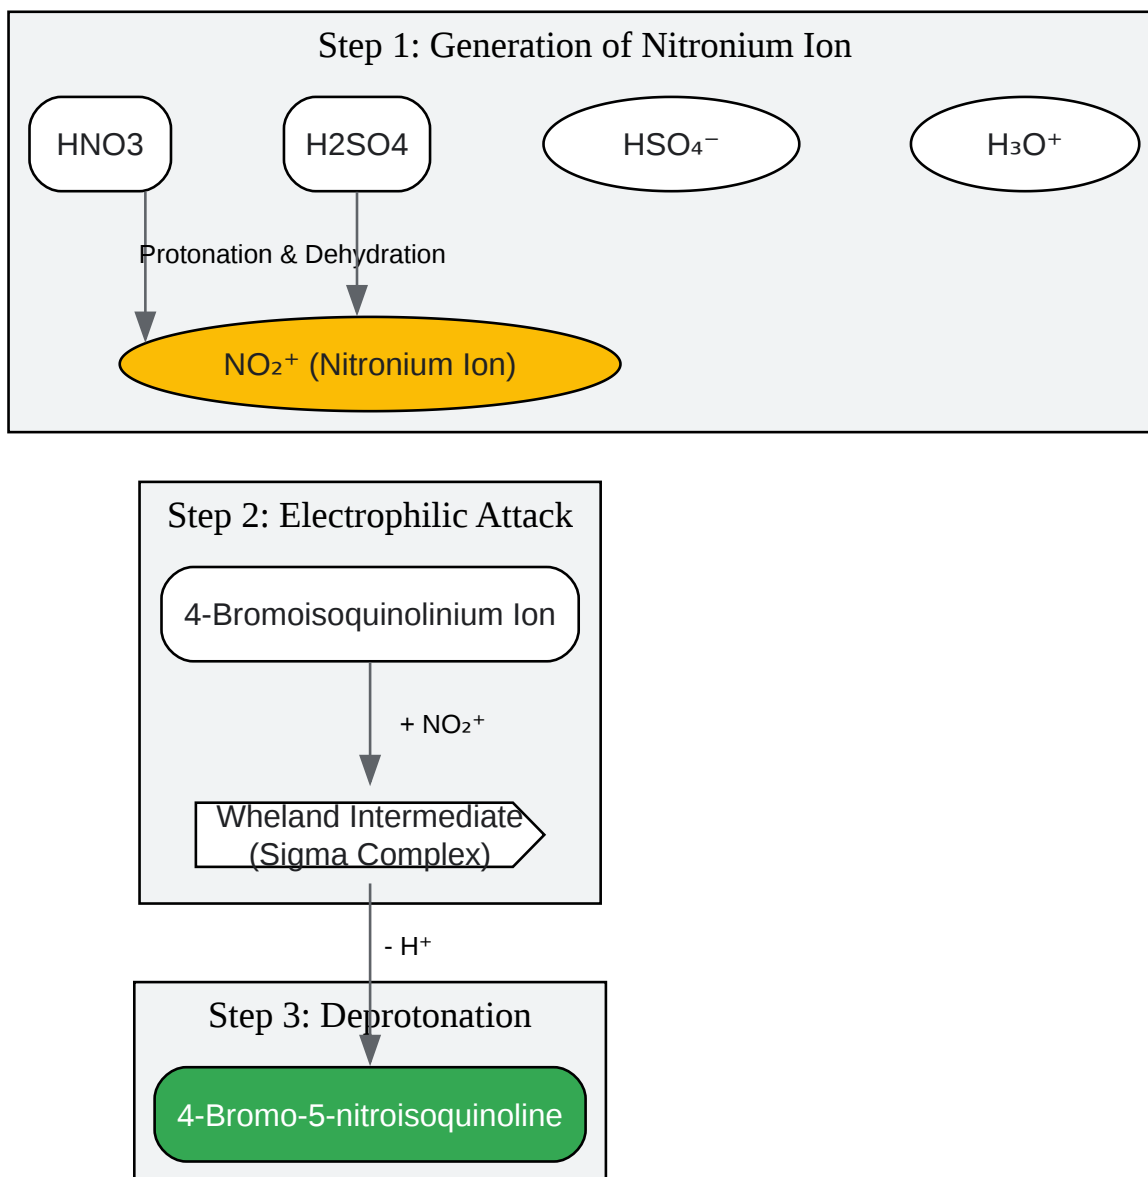 Step 1: Generation of Nitronium Ion
HNO3
H2SO4
HSO₄⁻
H₃O⁺
Protonation & Dehydration
NO₂⁺ (Nitronium Ion)
Step 2: Electrophilic Attack
4-Bromoisoquinolinium Ion
+ NO₂⁺
Wheland Intermediate
(Sigma Complex)
- H⁺
Step 3: Deprotonation
4-Bromo-5-nitroisoquinoline